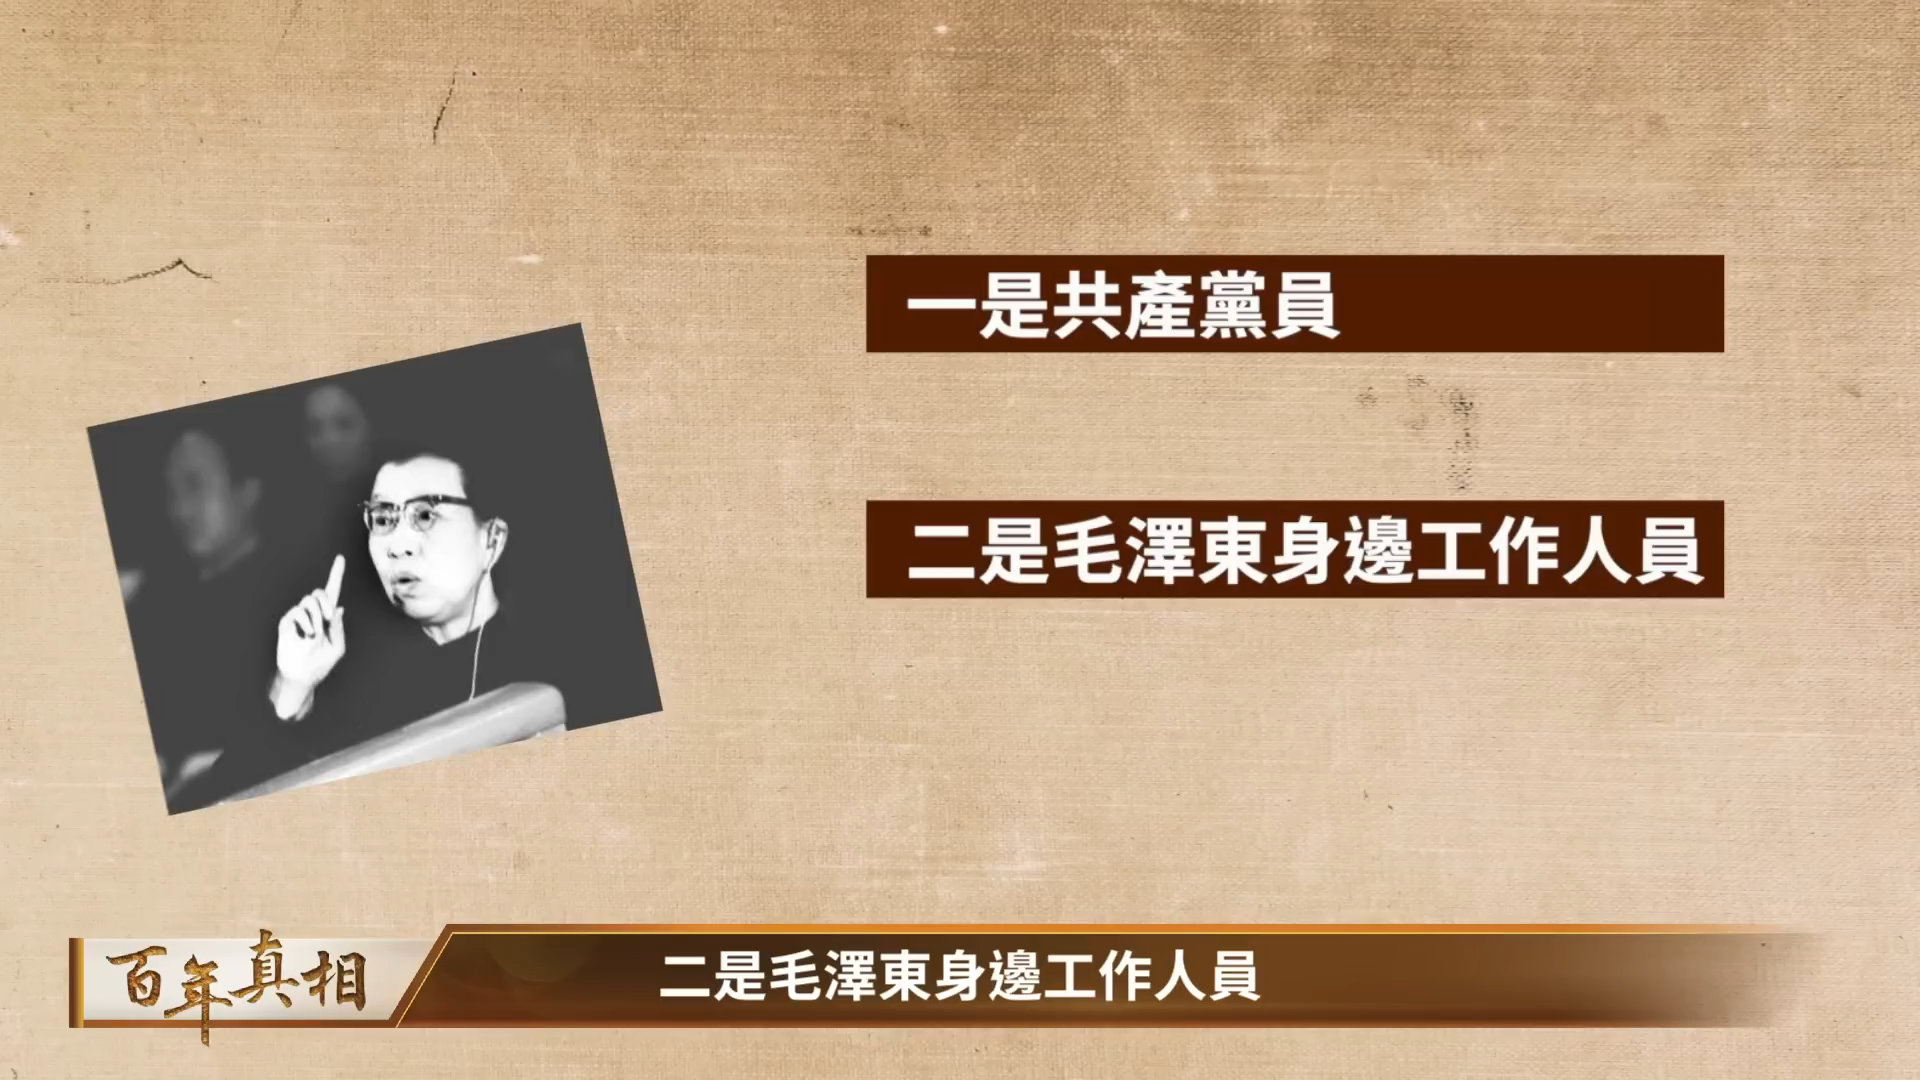 一是共產黨員
二是毛澤東身邊工作人員
百年真相
二是毛澤東身邊工作人員